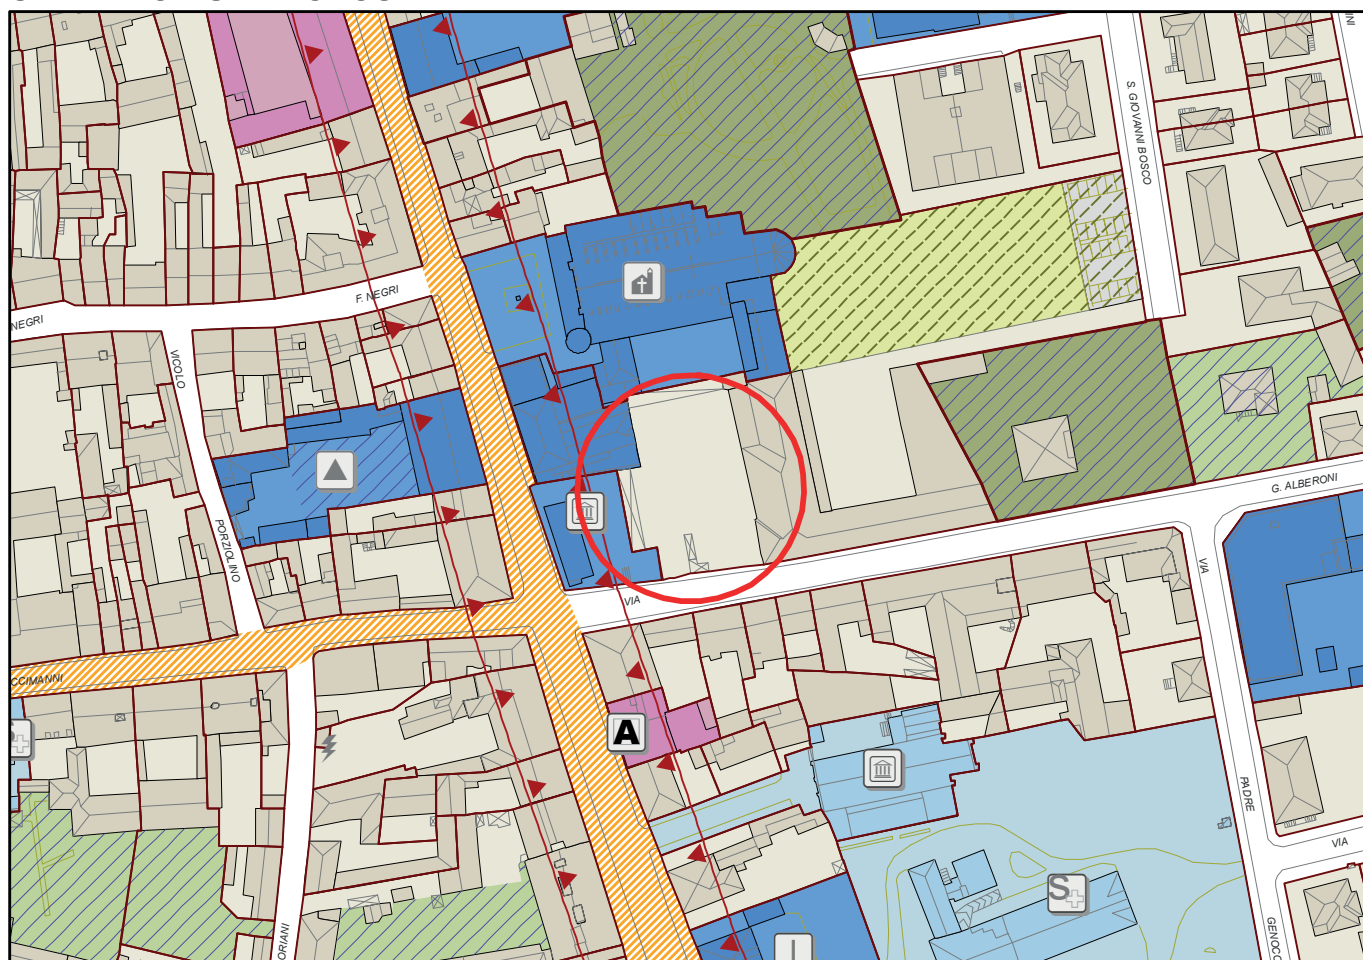 S. GIOVANNI BOSCO
F. NEGRI
NEGRI
VICOLO
PORZIOLINO
G. ALBERONI
VIA
VIA
CCIMANNI
A
PADRE
VIA
S
ORIANI
GENOCC